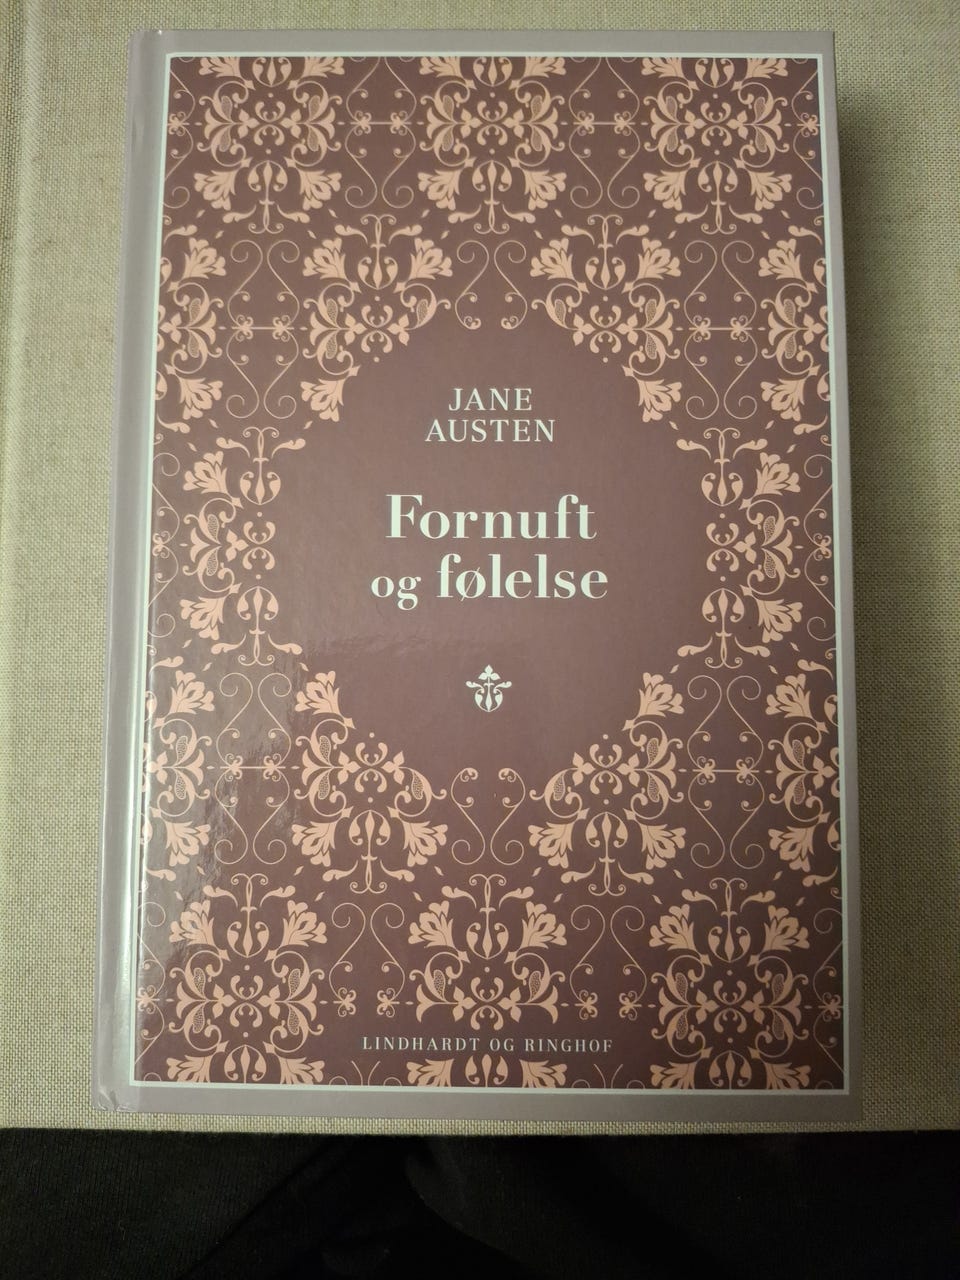 JANE
AUSTEN
Fornuft
og følelse
LINDHARDT OG RINGHOF